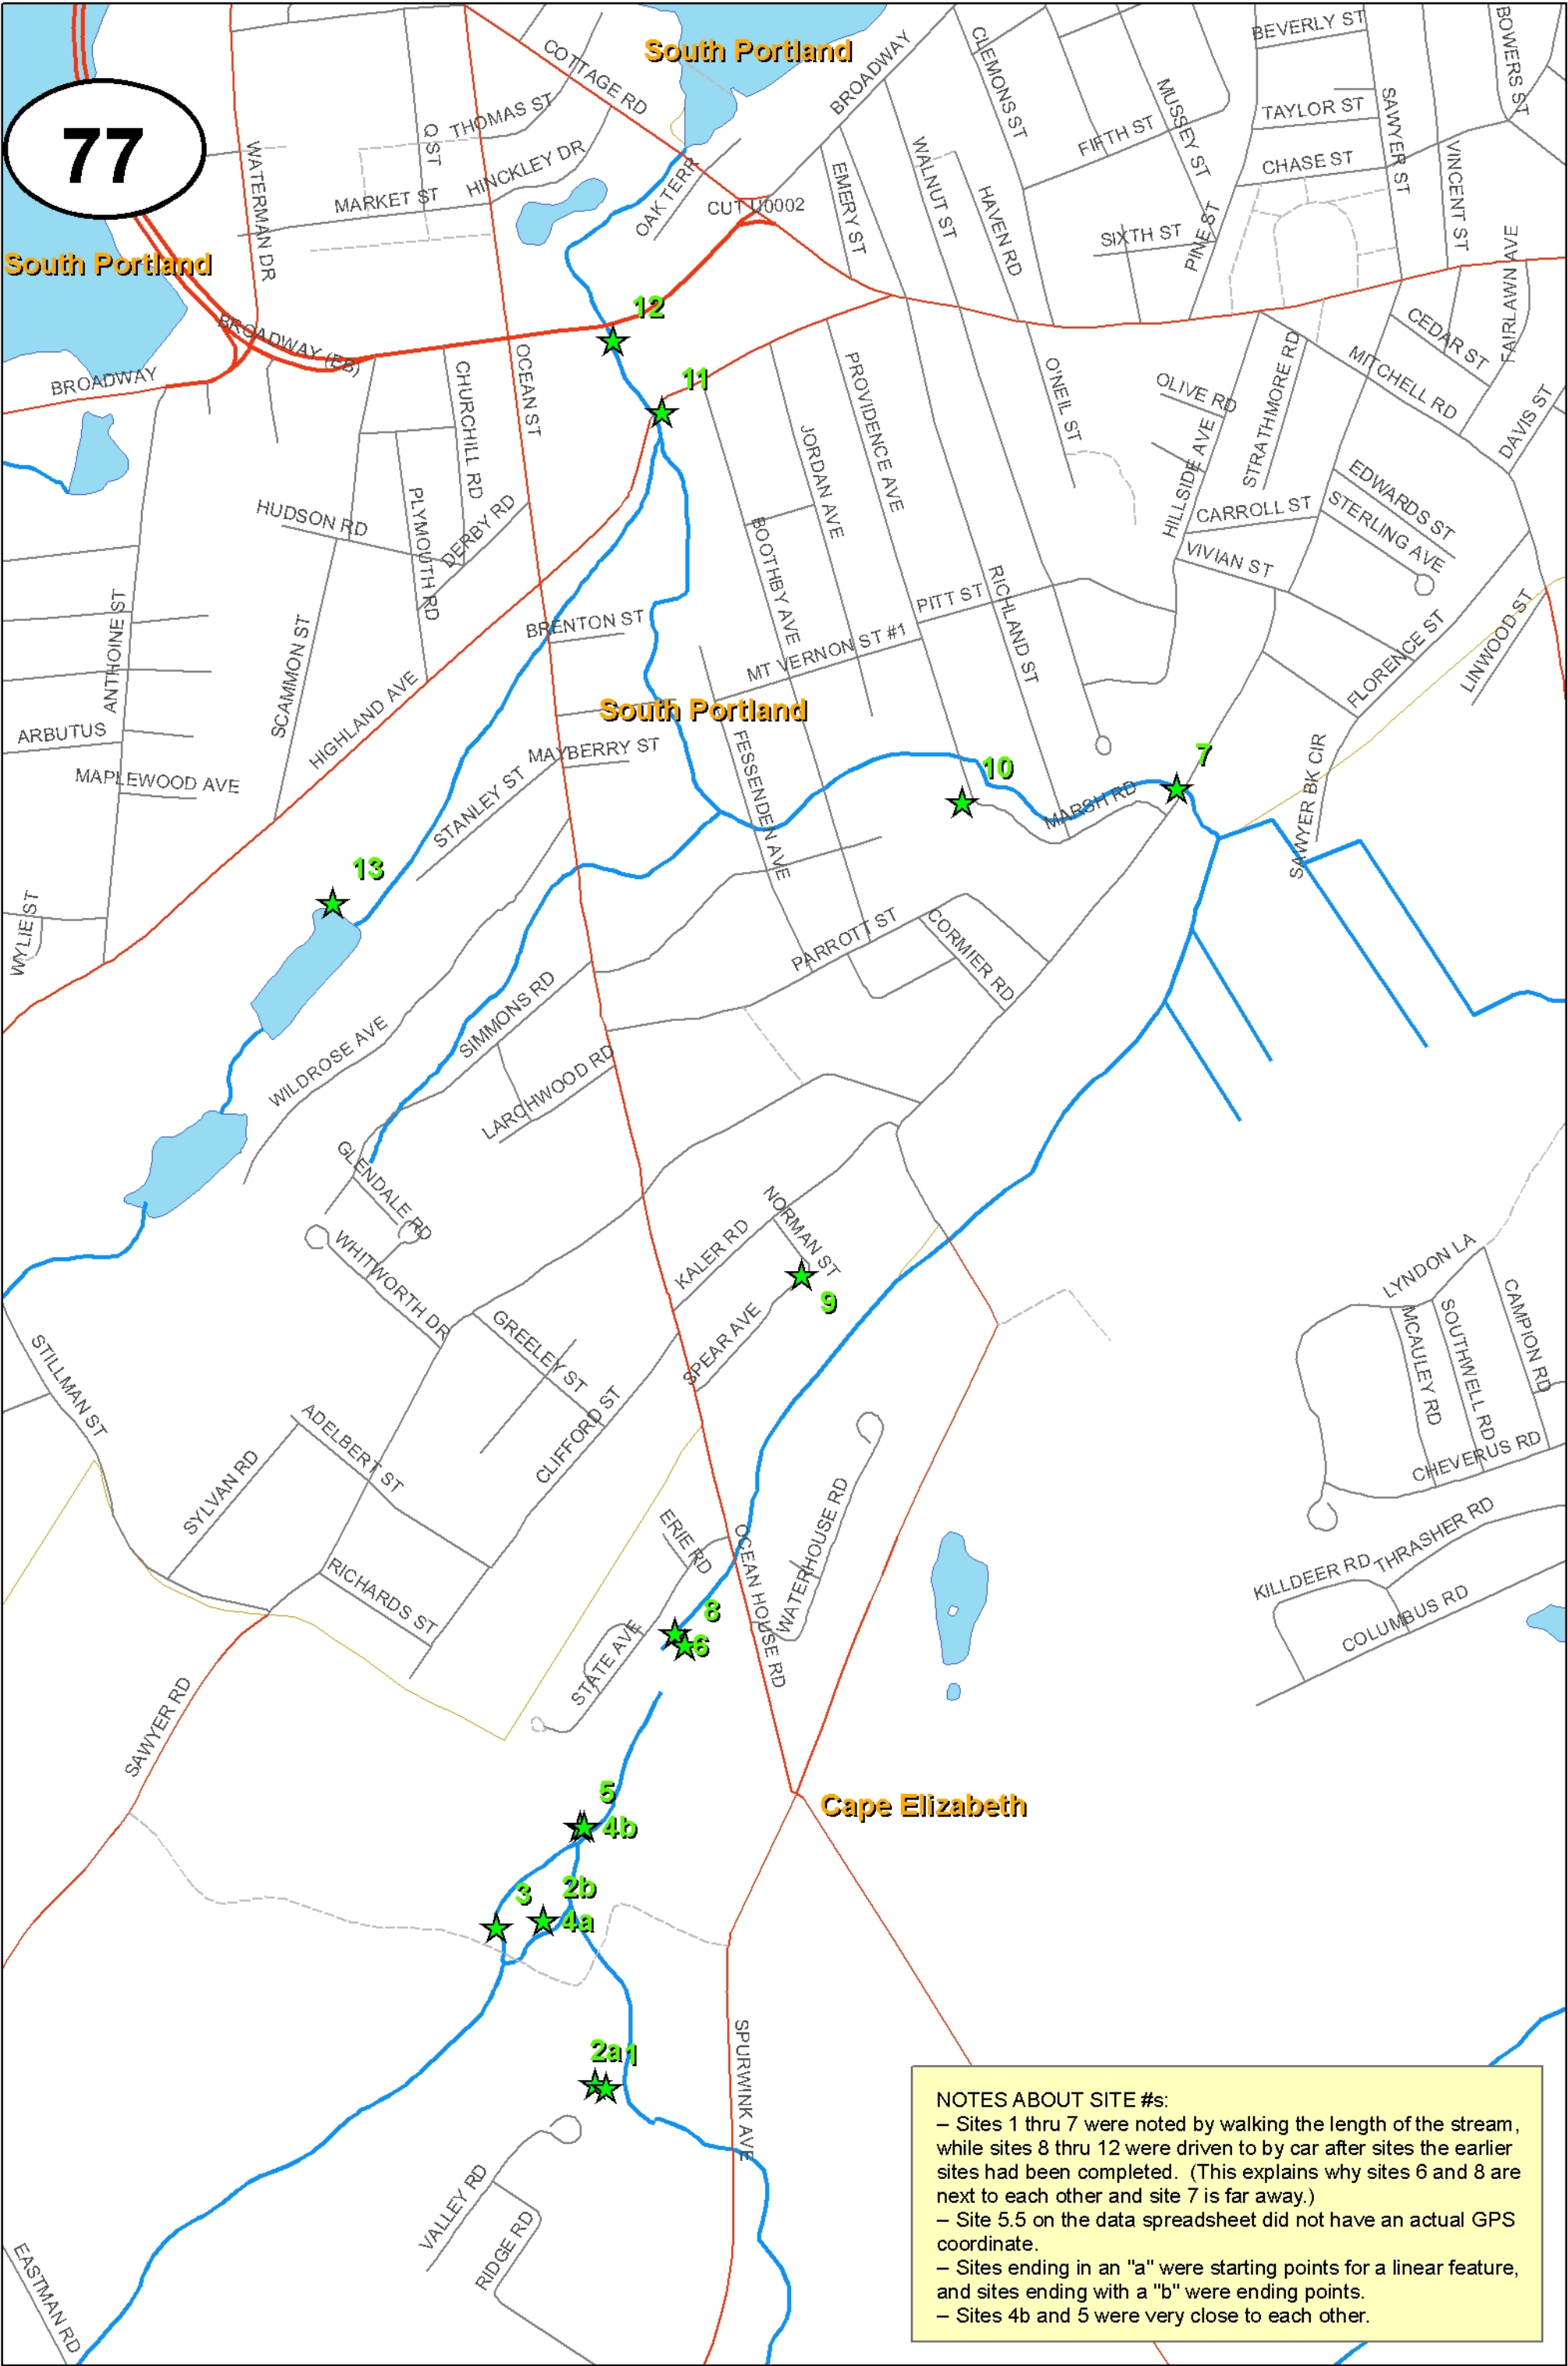 South Portland
COTTAGE RD
BROADWAY
CLEMONS ST
BEVERLY ST
BOWERS ST
77
THOMAS ST
Q ST
MUSSEY ST
TAYLOR ST
SAWYER ST
FIFTH ST
WATERMAN DR
HINCKLEY DR
OAK TERR
EMERY ST
WALNUT ST
CHASE ST
VINCENT ST
MARKET ST
CUT U0002
HAVEN RD
SIXTH ST
PINE ST
FAIRLAWN AVE
South Portland
12
BROADWAY (EB)
CEDAR ST
BROADWAY
OCEAN ST
11
CHURCHILL RD
PROVIDENCE AVE
O'NEIL ST
OLIVE RD
STRATHMORE RD
MITCHELL RD
DAVIS ST
JORDAN AVE
HILLSIDE AVE
EDWARDS ST
HUDSON RD
PLYMOUTH RD
DERBY RD
CARROLL ST
STERLING AVE
BOOTHBY AVE
VIVIAN ST
ANTHOINE ST
SCAMMON ST
BRENTON ST
PITT ST
RICHLAND ST
MT VERNON ST #1
FLORENCE ST
LINWOOD ST
HIGHLAND AVE
South Portland
ARBUTUS
MAYBERRY ST
FESSENDEN AVE
7
SAWYER BK CIR
MAPLEWOOD AVE
10
MARSH RD
STANLEY ST
13
WYLIE ST
PARROTT ST
CORMIER RD
SIMMONS RD
WILDROSE AVE
LARCHWOOD RD
GLENDALE RD
NORMAN ST
WHITWORTH DR
KALER RD
LYNDON LA
9
SPEAR AVE
GREELEY ST
MCAULEY RD
SOUTHWELL RD
CAMPION RD
STILLMAN ST
ADELBERT ST
CLIFFORD ST
SYLVAN RD
CHEVERUS RD
ERIE RD
OCEAN HOUSE RD
WATERHOUSE RD
THRASHER RD
KILLDEER RD
RICHARDS ST
COLUMBUS RD
8
6
STATE AVE
SAWYER RD
5
4b
Cape Elizabeth
3
2b
4a
2a
1
SPURWINK AVE
VALLEY RD
RIDGE RD
EASTMAN RD
NOTES ABOUT SITE #s:
– Sites 1 thru 7 were noted by walking the length of the stream,
while sites 8 thru 12 were driven to by car after sites the earlier
sites had been completed. (This explains why sites 6 and 8 are
next to each other and site 7 is far away.)
– Site 5.5 on the data spreadsheet did not have an actual GPS
coordinate.
– Sites ending in an "a" were starting points for a linear feature,
and sites ending with a "b" were ending points.
– Sites 4b and 5 were very close to each other.